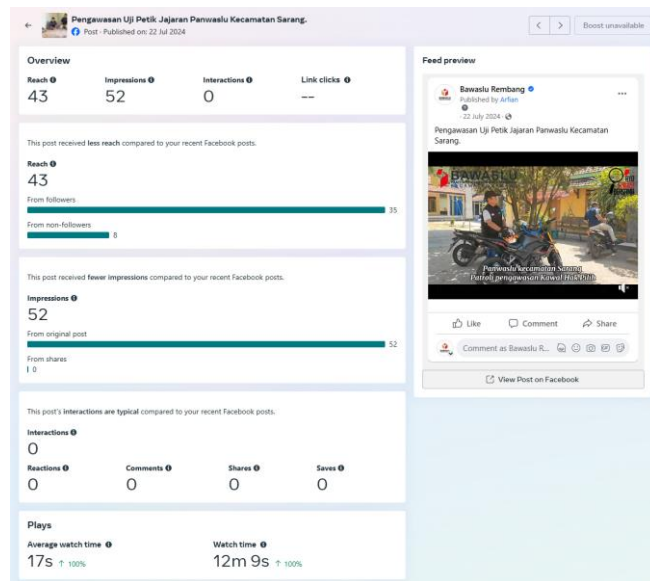 Pengawasan Uji Petik Jajaran Panwaslu Kecamatan Sarang.
Post · Published on: 22 Jul 2024
Boost unavailable
Overview
Reach
Impressions
Interactions
Link clicks
43
52
0
--
This post received less reach compared to your recent Facebook posts.
Reach
43
From followers
35
From non-followers
8
This post received fewer impressions compared to your recent Facebook posts.
Impressions
52
From original post
52
From shares
0
This post's interactions are typical compared to your recent Facebook posts.
Interactions
0
Reactions
Comments
Shares
Saves
0
0
0
0
Plays
Average watch time
Watch time
17s ↑ 100%
12m 9s ↑ 100%
Feed preview
Bawaslu Rembang
Published by Arfian
· 22 July 2024 ·
Pengawasan Uji Petik Jajaran Panwaslu Kecamatan
Sarang.
BAWASLU
Panwaslu kecamatan Sarang
Patroli pengawasan Kawal Hak Pilih
Like
Comment
Share
Comment as Bawaslu R...
View Post on Facebook